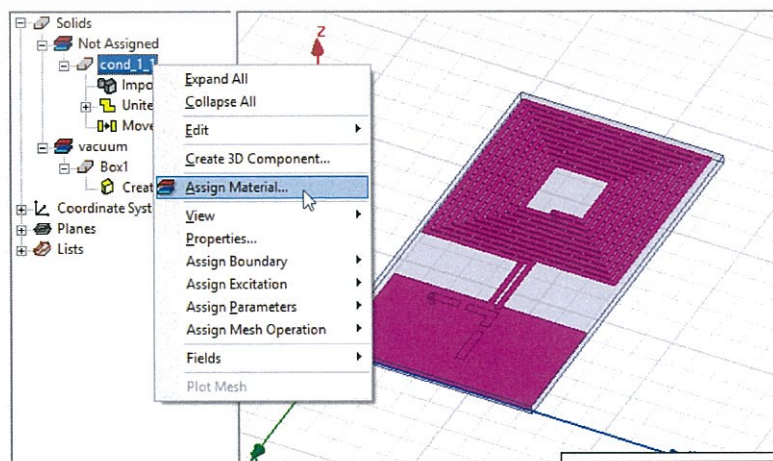 Solids
Not Assigned
cond_1_1
Impo
Unite
Move
vacuum
Box1
Creat
Coordinate Syst
Planes
Lists
Expand All
Collapse All
Edit
Create 3D Component...
Assign Material...
View
Properties...
Assign Boundary
Assign Excitation
Assign Parameters
Assign Mesh Operation
Fields
Plot Mesh
Z